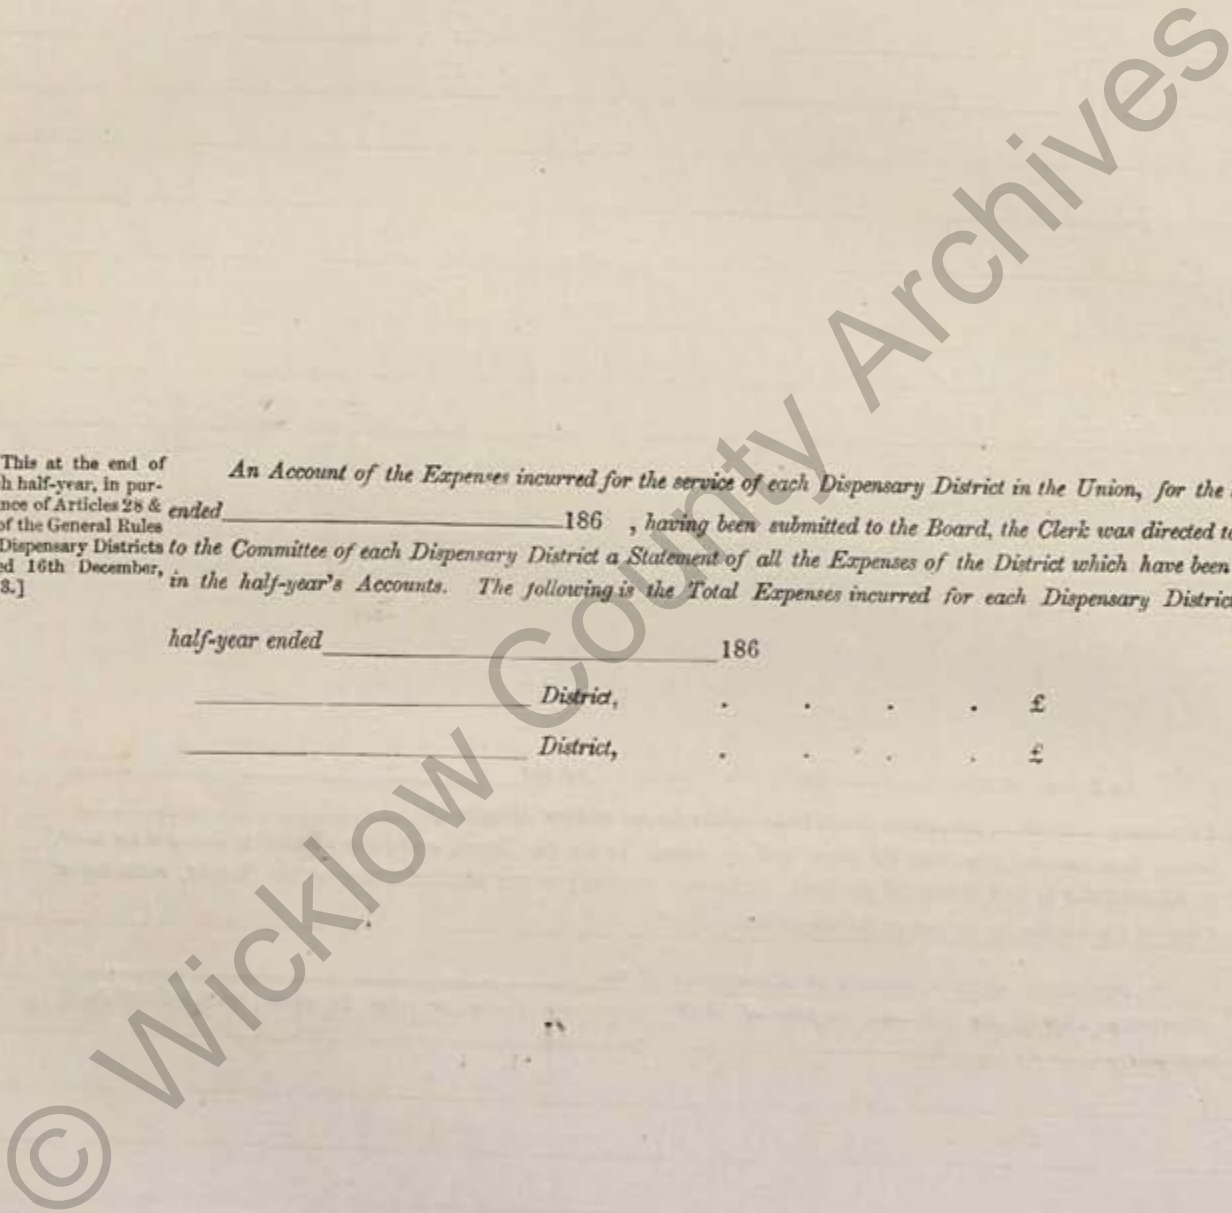 This at the end of
h half-year, in pur-
nce of Articles 28 &
of the General Rules
Dispensary Districts
ed 16th December,
8.]
An Account of the Expenses incurred for the service of each Dispensary District in the Union, for the
ended 186 , having been submitted to the Board, the Clerk was directed to
to the Committee of each Dispensary District a Statement of all the Expenses of the District which have been
in the half-year's Accounts. The following is the Total Expenses incurred for each Dispensary District
half-year ended 186
District, . . . . £
District, . . . . £
© Wicklow County Archives